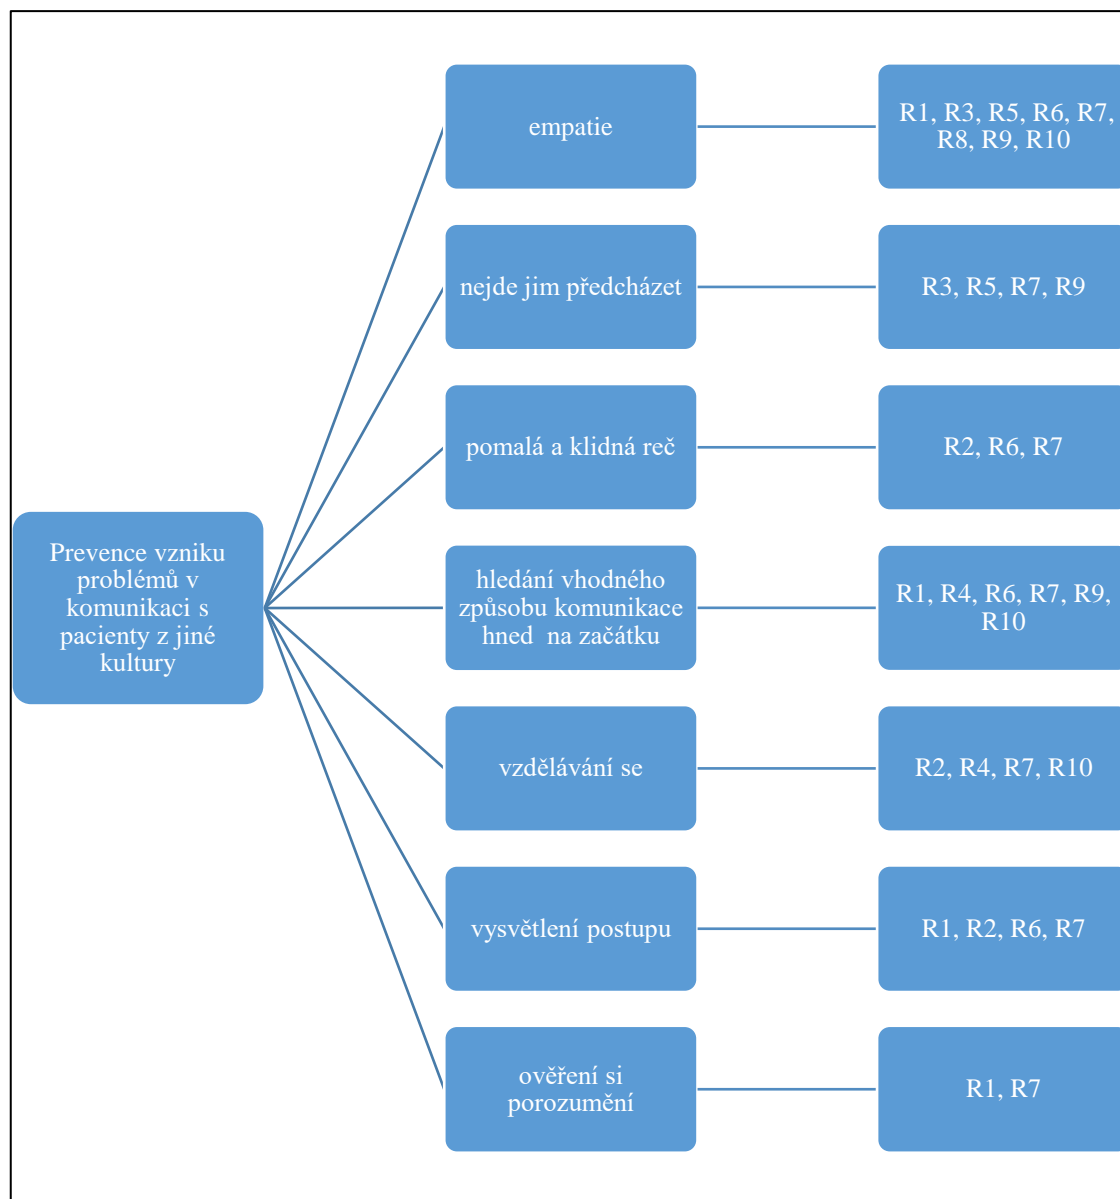 empatie
R1, R3, R5, R6, R7,
R8, R9, R10
nejde jim předcházet
R3, R5, R7, R9
pomalá a klidná reč
R2, R6, R7
Prevence vzniku
problémů v
komunikaci s
pacienty z jiné
kultury
hledání vhodného
způsobu komunikace
hned  na začátku
R1, R4, R6, R7, R9,
R10
vzdělávání se
R2, R4, R7, R10
vysvětlení postupu
R1, R2, R6, R7
ověření si
porozumění
R1, R7